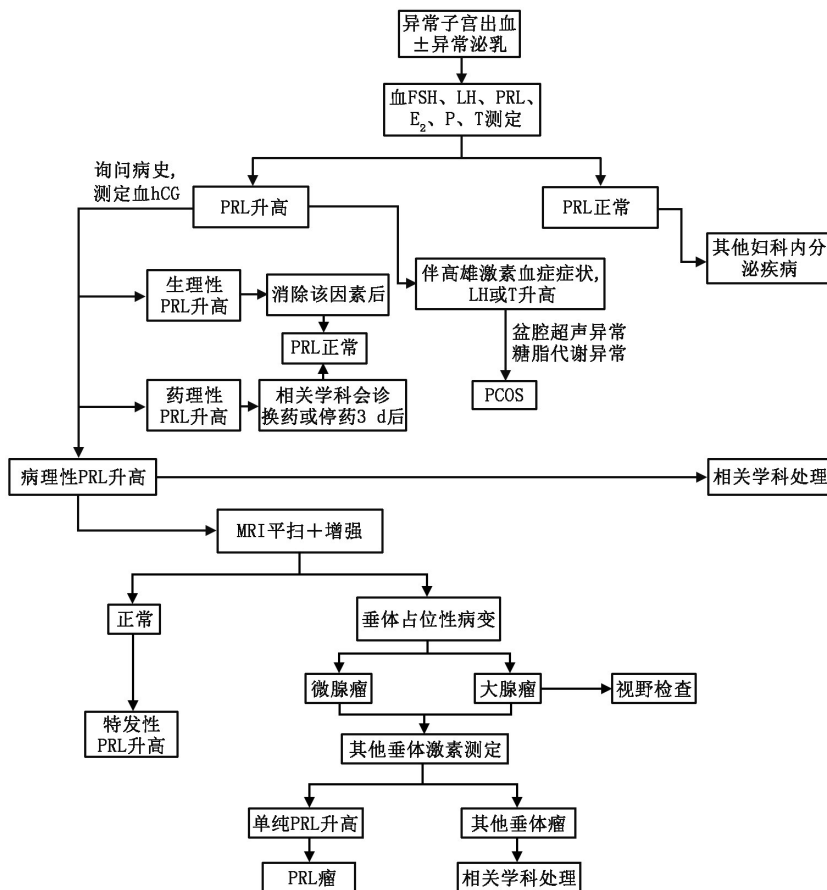 异常子宫出血
±异常泌乳
血FSH、LH、PRL、
E₂、P、T测定
询问病史,
测定血hCG
PRL升高
PRL正常
其他妇科内分
泌疾病
生理性
PRL升高
消除该因素后
伴高雄激素血症症状,
LH或T升高
PRL正常
盆腔超声异常
糖脂代谢异常
药理性
PRL升高
相关学科会诊
换药或停药3 d后
PCOS
病理性PRL升高
相关学科处理
MRI平扫＋增强
正常
垂体占位性病变
微腺瘤
大腺瘤
视野检查
特发性
PRL升高
其他垂体激素测定
单纯PRL升高
其他垂体瘤
PRL瘤
相关学科处理